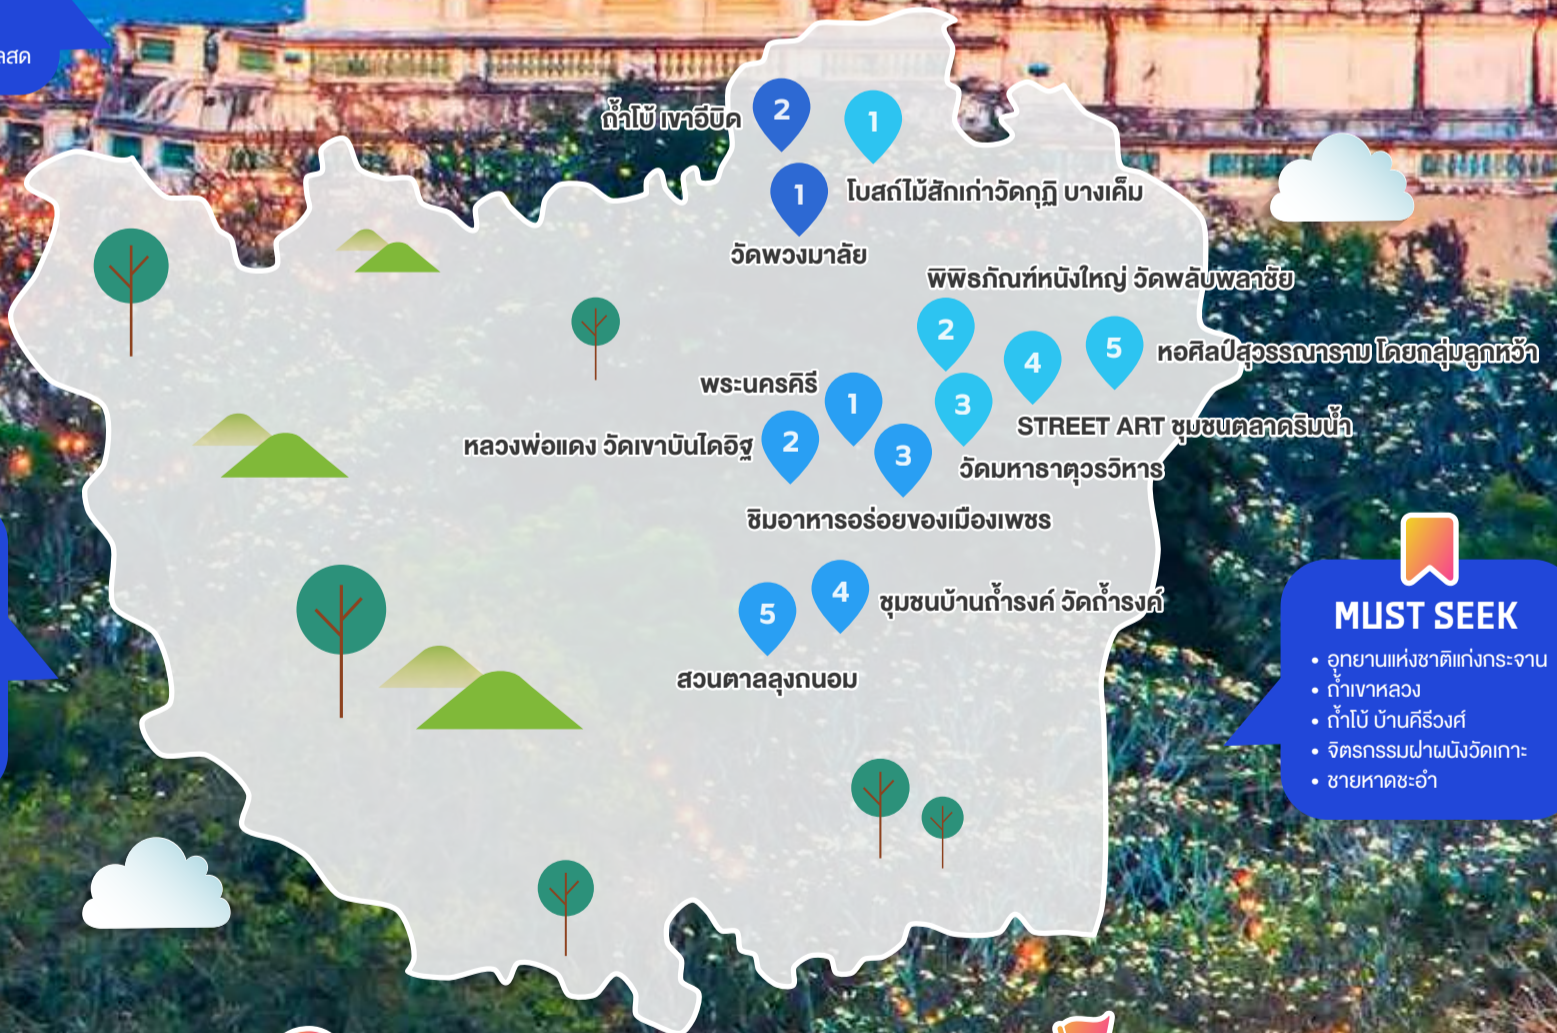 2
1
ถ้ำโบ้ เขาอีบิด
1
โบสถ์ไม้สักเก่าวัดกุฏิ บางเค็ม
วัดพวงมาลัย
พิพิธภัณฑ์หนังใหญ่ วัดพลับพลาชัย
2
4
5
หอศิลป์สุวรรณาราม โดยกลุ่มลูกหว้า
พระนครคีรี
1
3
STREET ART ชุมชนตลาดริมน้ำ
หลวงพ่อแดง วัดเขาบันไดอิฐ
2
3
วัดมหาธาตุวรวิหาร
ชิมอาหารอร่อยของเมืองเพชร
4
ชุมชนบ้านถ้ำรงค์ วัดถ้ำรงค์
5
สวนตาลลุงถนอม
MUST SEEK
• อุทยานแห่งชาติแก่งกระจาน
• ถ้ำเขาหลวง
• ถ้ำโบ้ บ้านคีรีวงศ์
• จิตรกรรมฝาผนังวัดเกาะ
• ชายหาดชะอำ